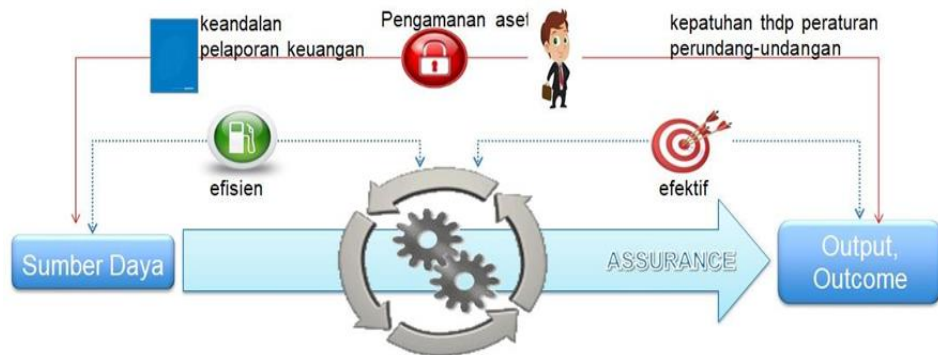 keandalan
pelaporan keuangan
Pengamanan aset
kepatuhan thdp peraturan
perundang-undangan
efisien
efektif
Sumber Daya
ASSURANCE
Output,
Outcome